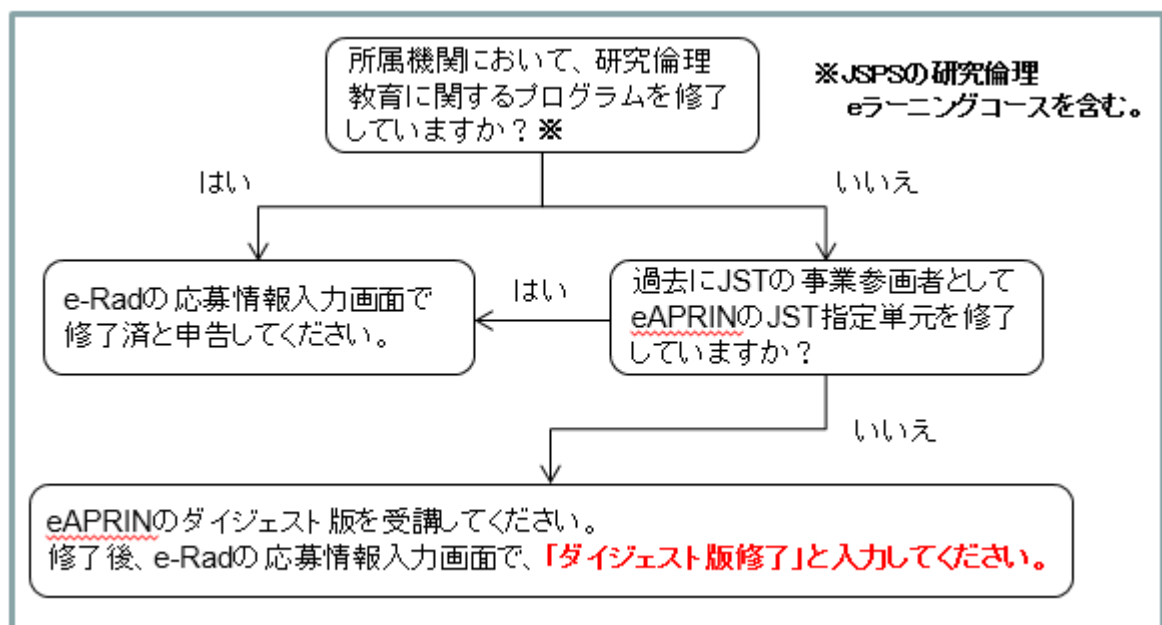 所属機関において、研究倫理
教育に関するプログラムを修了
していますか？※
※JSPSの研究倫理
eラーニングコースを含む。
はい
いいえ
e-Radの応募情報入力画面で
修了済と申告してください。
はい
過去にJSTの事業参画者として
eAPRINのJST指定単元を修了
していますか？
いいえ
eAPRINのダイジェスト版を受講してください。
修了後、e-Radの応募情報入力画面で、「ダイジェスト版修了」と入力してください。